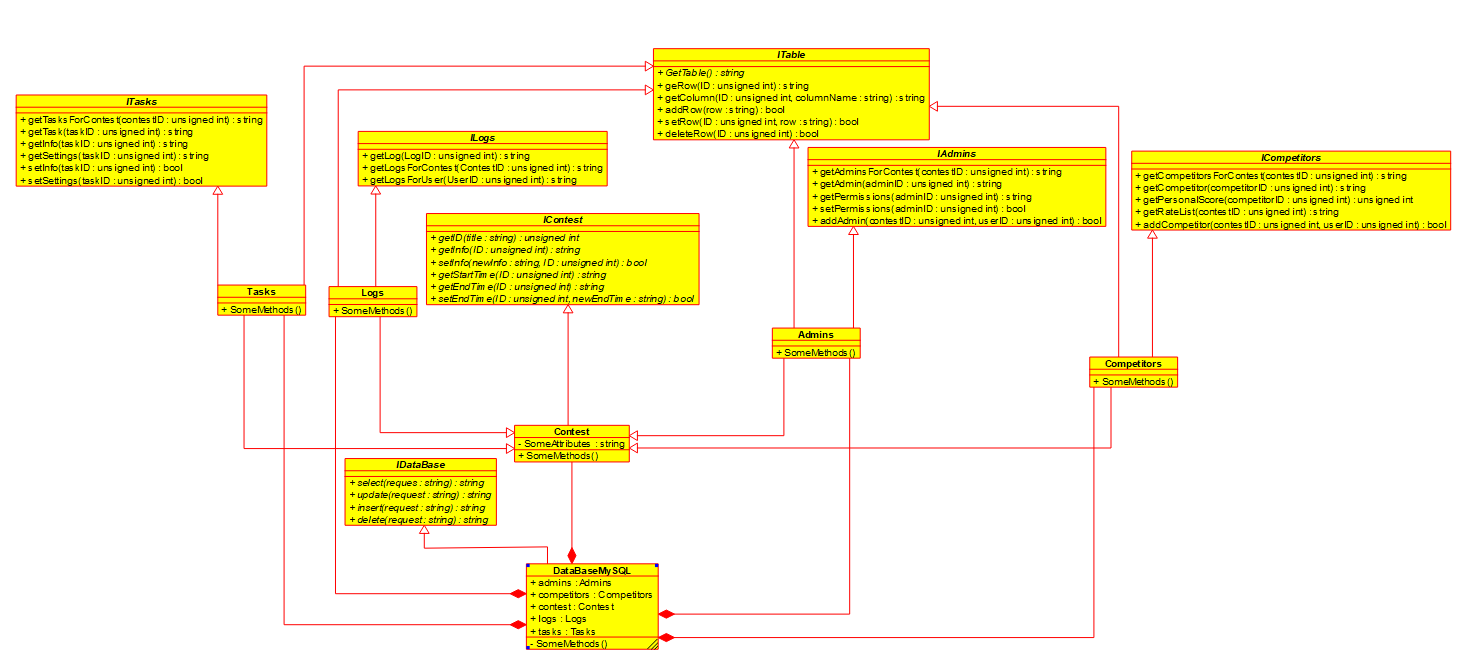 ITable
+ GetTable() : string
+ geRow(ID : unsigned int) : string
+ getColumn(ID : unsigned int, columnName : string) : string
+ addRow(row : string) : bool
+ setRow(ID : unsigned int, row : string) : bool
+ deleteRow(ID : unsigned int) : bool
ITasks
+ getTasksForContest(contestID : unsigned int) : string
+ getTask(taskID : unsigned int) : string
+ getInfo(taskID : unsigned int) : string
+ getSettings(taskID : unsigned int) : string
+ setInfo(taskID : unsigned int) : bool
+ setSettings(taskID : unsigned int) : bool
ILogs
+ getLog(LogID : unsigned int) : string
+ getLogsForContest(ContestID : unsigned int) : string
+ getLogsForUser(UserID : unsigned int) : string
IAdmins
+ getAdminsForContest(contestID : unsigned int) : string
+ getAdmin(adminID : unsigned int) : string
+ getPermissions(adminID : unsigned int) : string
+ setPermissions(adminID : unsigned int) : bool
+ addAdmin(contestID : unsigned int, userID : unsigned int) : bool
ICompetitors
+ getCompetitorsForContest(contestID : unsigned int) : string
+ getCompetitor(competitorID : unsigned int) : string
+ getPersonalScore(competitorID : unsigned int) : unsigned int
+ getRateList(contestID : unsigned int) : string
+ addCompetitor(contestID : unsigned int, userID : unsigned int) : bool
IContest
+ getID(title : string) : unsigned int
+ getInfo(ID : unsigned int) : string
+ setInfo(newInfo : string, ID : unsigned int) : bool
+ getStartTime(ID : unsigned int) : string
+ getEndTime(ID : unsigned int) : string
+ setEndTime(ID : unsigned int, newEndTime : string) : bool
Tasks
+ SomeMethods()
Logs
+ SomeMethods()
Admins
+ SomeMethods()
Competitors
+ SomeMethods()
Contest
- SomeAttributes : string
+ SomeMethods()
IDataBase
+ select(reques : string) : string
+ update(request : string) : string
+ insert(request : string) : string
+ delete(request : string) : string
DataBaseMySQL
+ admins : Admins
+ competitors : Competitors
+ contest : Contest
+ logs : Logs
+ tasks : Tasks
- SomeMethods()